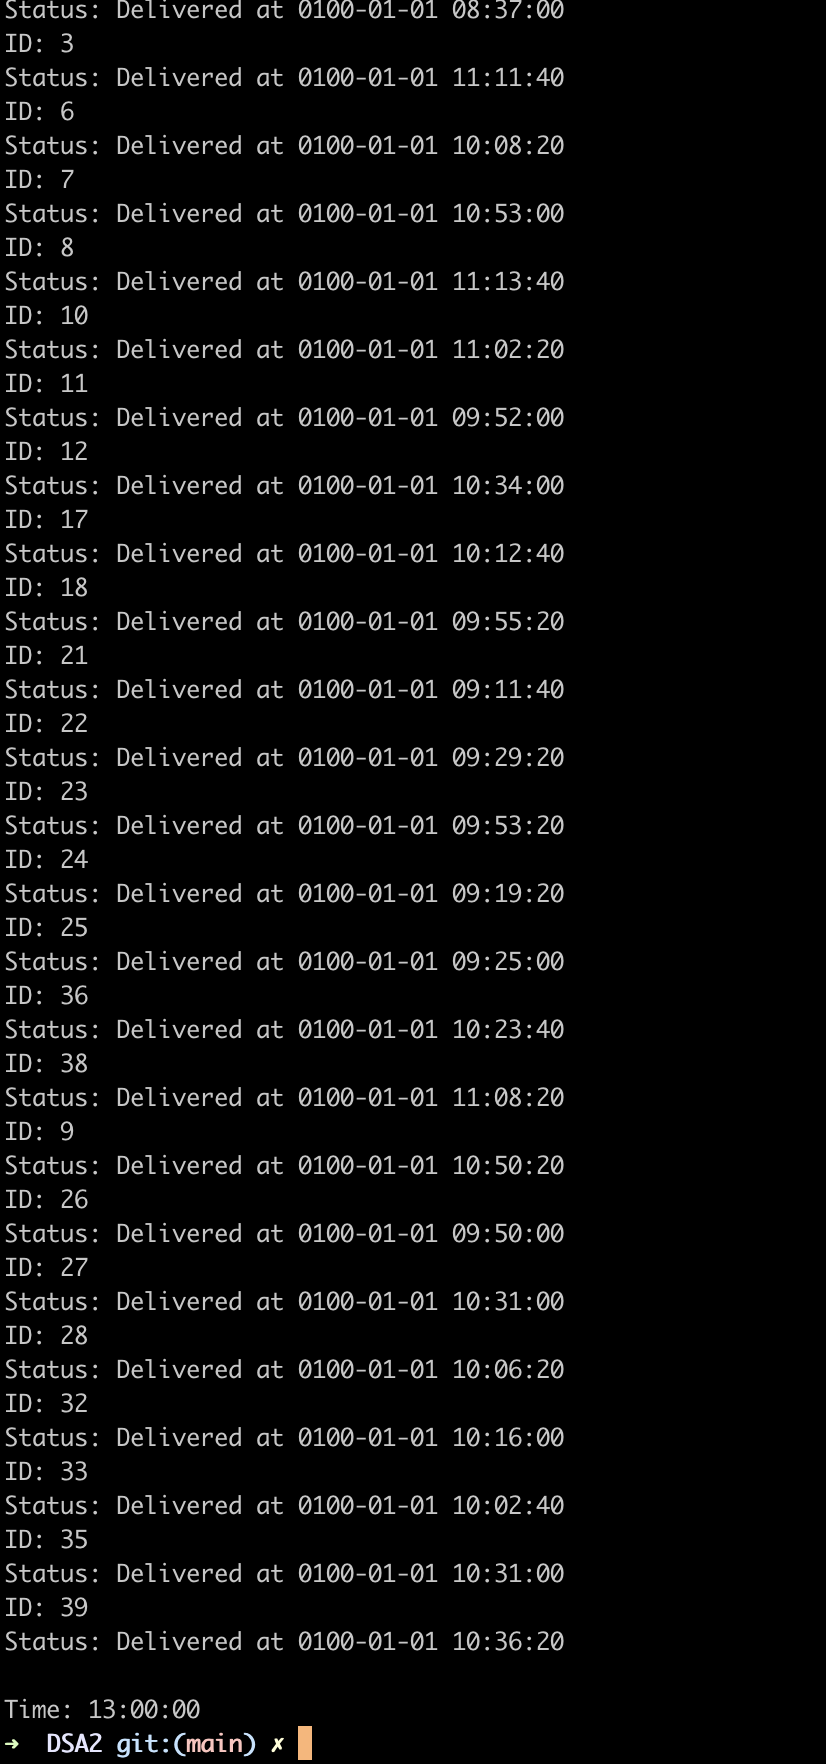 Status: Delivered at 0100-01-01 08:37:00
ID: 3
Status: Delivered at 0100-01-01 11:11:40
ID: 6
Status: Delivered at 0100-01-01 10:08:20
ID: 7
Status: Delivered at 0100-01-01 10:53:00
ID: 8
Status: Delivered at 0100-01-01 11:13:40
ID: 10
Status: Delivered at 0100-01-01 11:02:20
ID: 11
Status: Delivered at 0100-01-01 09:52:00
ID: 12
Status: Delivered at 0100-01-01 10:34:00
ID: 17
Status: Delivered at 0100-01-01 10:12:40
ID: 18
Status: Delivered at 0100-01-01 09:55:20
ID: 21
Status: Delivered at 0100-01-01 09:11:40
ID: 22
Status: Delivered at 0100-01-01 09:29:20
ID: 23
Status: Delivered at 0100-01-01 09:53:20
ID: 24
Status: Delivered at 0100-01-01 09:19:20
ID: 25
Status: Delivered at 0100-01-01 09:25:00
ID: 36
Status: Delivered at 0100-01-01 10:23:40
ID: 38
Status: Delivered at 0100-01-01 11:08:20
ID: 9
Status: Delivered at 0100-01-01 10:50:20
ID: 26
Status: Delivered at 0100-01-01 09:50:00
ID: 27
Status: Delivered at 0100-01-01 10:31:00
ID: 28
Status: Delivered at 0100-01-01 10:06:20
ID: 32
Status: Delivered at 0100-01-01 10:16:00
ID: 33
Status: Delivered at 0100-01-01 10:02:40
ID: 35
Status: Delivered at 0100-01-01 10:31:00
ID: 39
Status: Delivered at 0100-01-01 10:36:20
Time: 13:00:00
➜ DSA2 git:(main) ✗